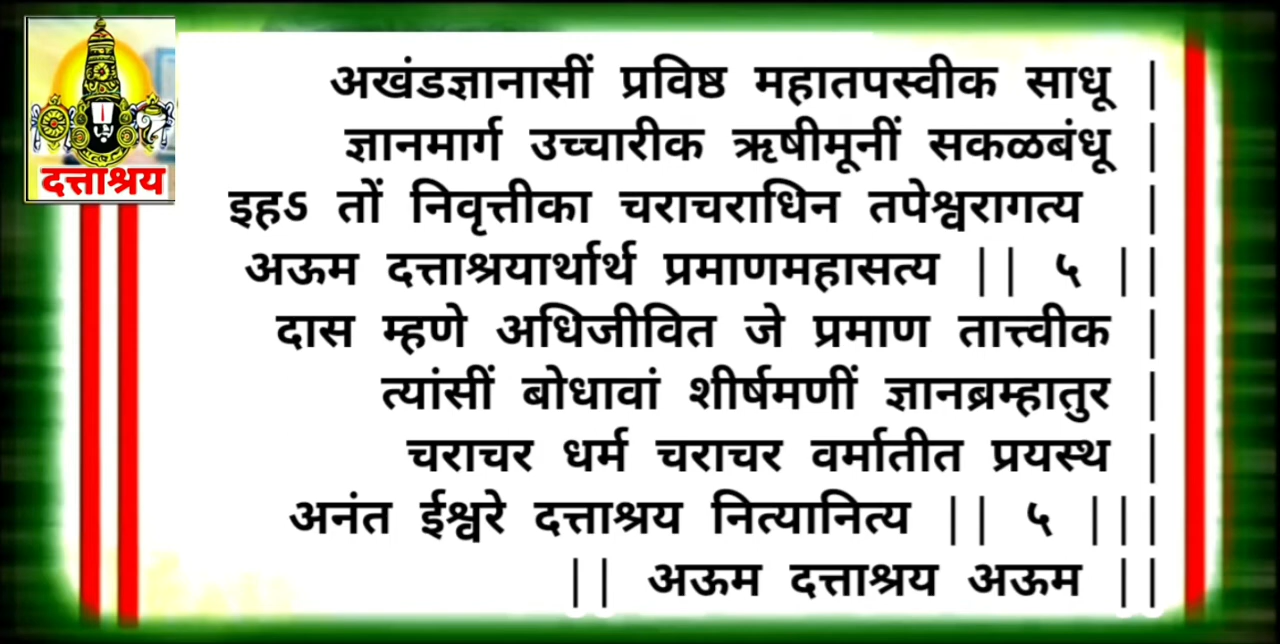 दत्ताश्रय
अखंडज्ञानासीं प्रविष्ठ महातपस्वीक साधू |
ज्ञानमार्ग उच्चारीक ऋषीमूनीं सकळबंधू |
इहऽ तों निवृत्तीका चराचराधिन तपेश्वरागत्य |
अऊम दत्ताश्रयार्थार्थ प्रमाणमहासत्य || ५ ||
दास म्हणे अधिजीवित जे प्रमाण तात्त्वीक |
त्यांसीं बोधावां शीर्षमणीं ज्ञानब्रम्हातुर |
चराचर धर्म चराचर वर्मातीत प्रयस्थ |
अनंत ईश्वरे दत्ताश्रय नित्यानित्य || ५ |||
|| अऊम दत्ताश्रय अऊम ||